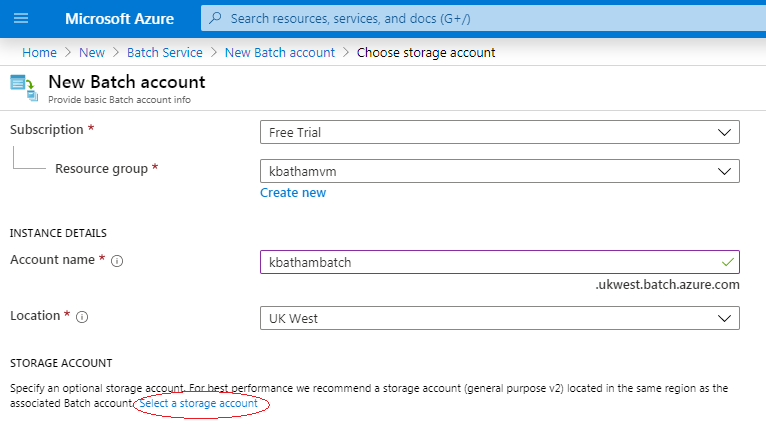 Microsoft Azure
Search resources, services, and docs (G+/)
Home > New > Batch Service > New Batch account > Choose storage account
New Batch account
Provide basic Batch account info
Subscription *
Free Trial
Resource group *
kbathamvm
Create new
INSTANCE DETAILS
Account name *
kbathambatch
.ukwest.batch.azure.com
Location *
UK West
STORAGE ACCOUNT
Specify an optional storage account. For best performance we recommend a storage account (general purpose v2) located in the same region as the
associated Batch account. Select a storage account